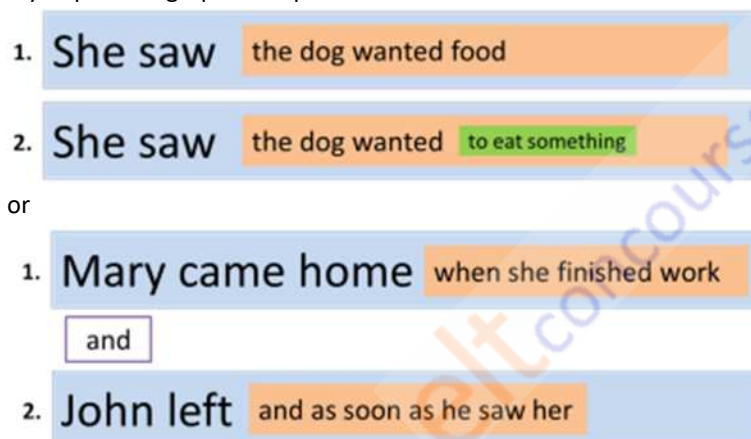 1. She saw the dog wanted food
2. She saw the dog wanted to eat something
or
1. Mary came home when she finished work
and
2. John left and as soon as he saw her
eltconcourse